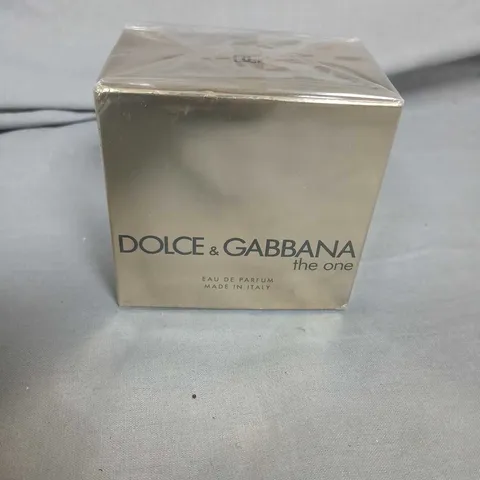 DOLCE & GABBANA
the one
EAU DE PARFUM
MADE IN ITALY